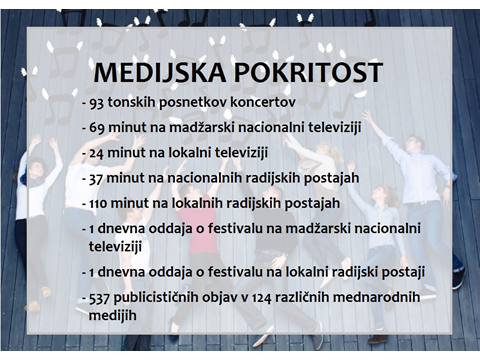 MEDIJSKA POKRITOST
- 93 tonskih posnetkov koncertov
- 69 minut na madžarski nacionalni televiziji
- 24 minut na lokalni televiziji
- 37 minut na nacionalnih radijskih postajah
- 110 minut na lokalnih radijskih postajah
- 1 dnevna oddaja o festivalu na madžarski nacionalni
televiziji
- 1 dnevna oddaja o festivalu na lokalni radijski postaji
- 537 publicističnih objav v 124 različnih mednarodnih
medijih